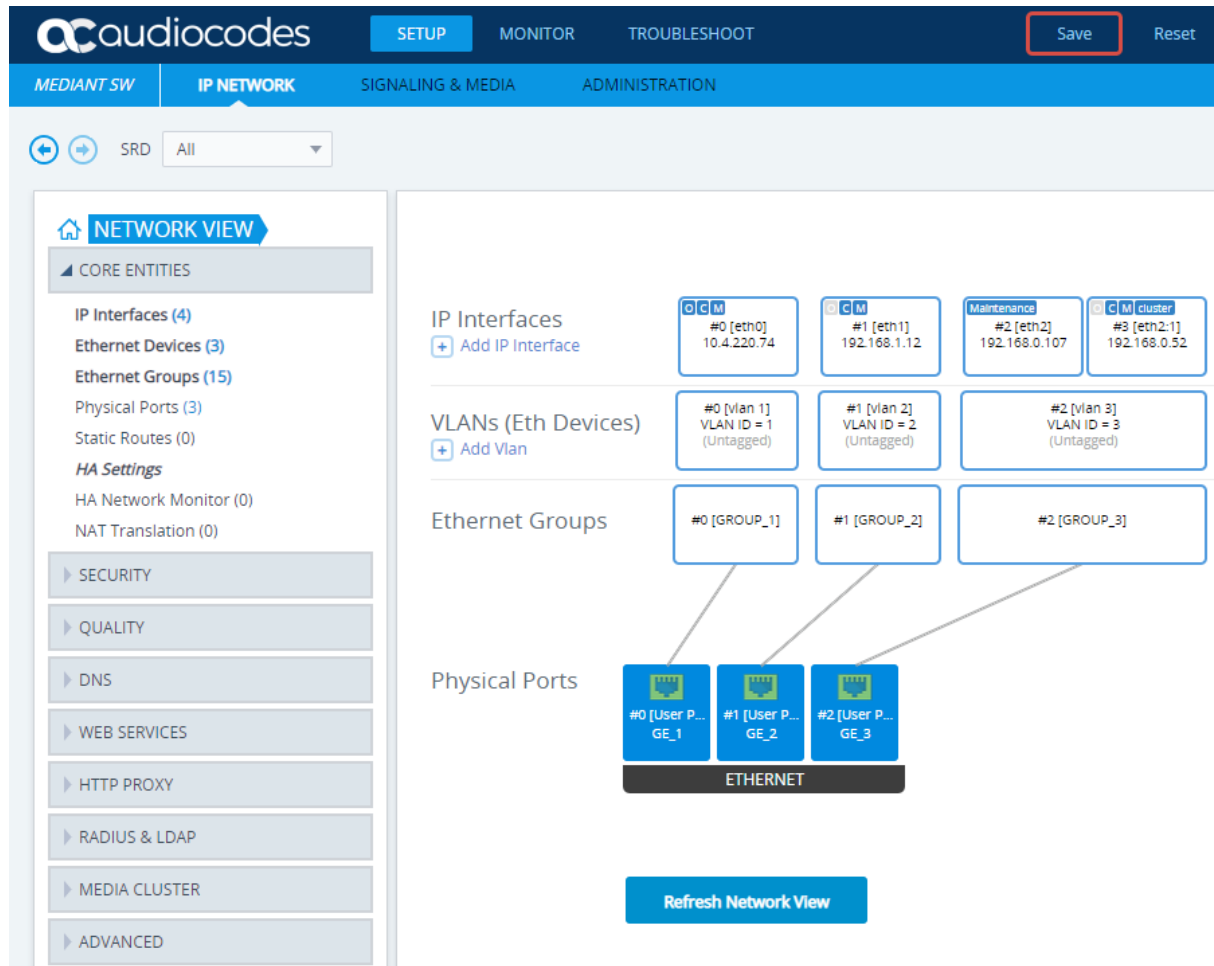 audiocodes SETUP MONITOR TROUBLESHOOT Save Reset
MEDIANT SW IP NETWORK SIGNALING & MEDIA ADMINISTRATION
SRD All
NETWORK VIEW
CORE ENTITIES
IP Interfaces (4)
Ethernet Devices (3)
Ethernet Groups (15)
Physical Ports (3)
Static Routes (0)
HA Settings
HA Network Monitor (0)
NAT Translation (0)
SECURITY
QUALITY
DNS
WEB SERVICES
HTTP PROXY
RADIUS & LDAP
MEDIA CLUSTER
ADVANCED
IP Interfaces
+ Add IP Interface
O C M
#0 [eth0]
10.4.220.74
O C M
#1 [eth1]
192.168.1.12
Maintenance
#2 [eth2]
192.168.0.107
O C M cluster
#3 [eth2:1]
192.168.0.52
VLANs (Eth Devices)
+ Add Vlan
#0 [vlan 1]
VLAN ID = 1
(Untagged)
#1 [vlan 2]
VLAN ID = 2
(Untagged)
#2 [vlan 3]
VLAN ID = 3
(Untagged)
Ethernet Groups
#0 [GROUP_1]
#1 [GROUP_2]
#2 [GROUP_3]
Physical Ports
#0 [User P...
GE_1
#1 [User P...
GE_2
#2 [User P...
GE_3
ETHERNET
Refresh Network View